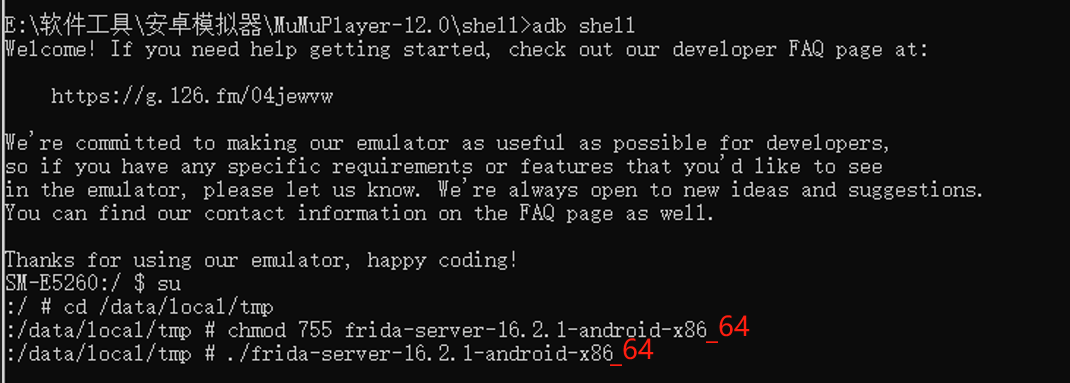 E:\软件工具\安卓模拟器\MuMuPlayer-12.0\shell>adb shell
Welcome! If you need help getting started, check out our developer FAQ page at:
https://g.126.fm/04jewvw
We're committed to making our emulator as useful as possible for developers,
so if you have any specific requirements or features that you'd like to see
in the emulator, please let us know. We're always open to new ideas and suggestions.
You can find our contact information on the FAQ page as well.
Thanks for using our emulator, happy coding!
SM-E5260:/ $ su
:/ # cd /data/local/tmp
:/data/local/tmp # chmod 755 frida-server-16.2.1-android-x86_64
:/data/local/tmp # ./frida-server-16.2.1-android-x86_64